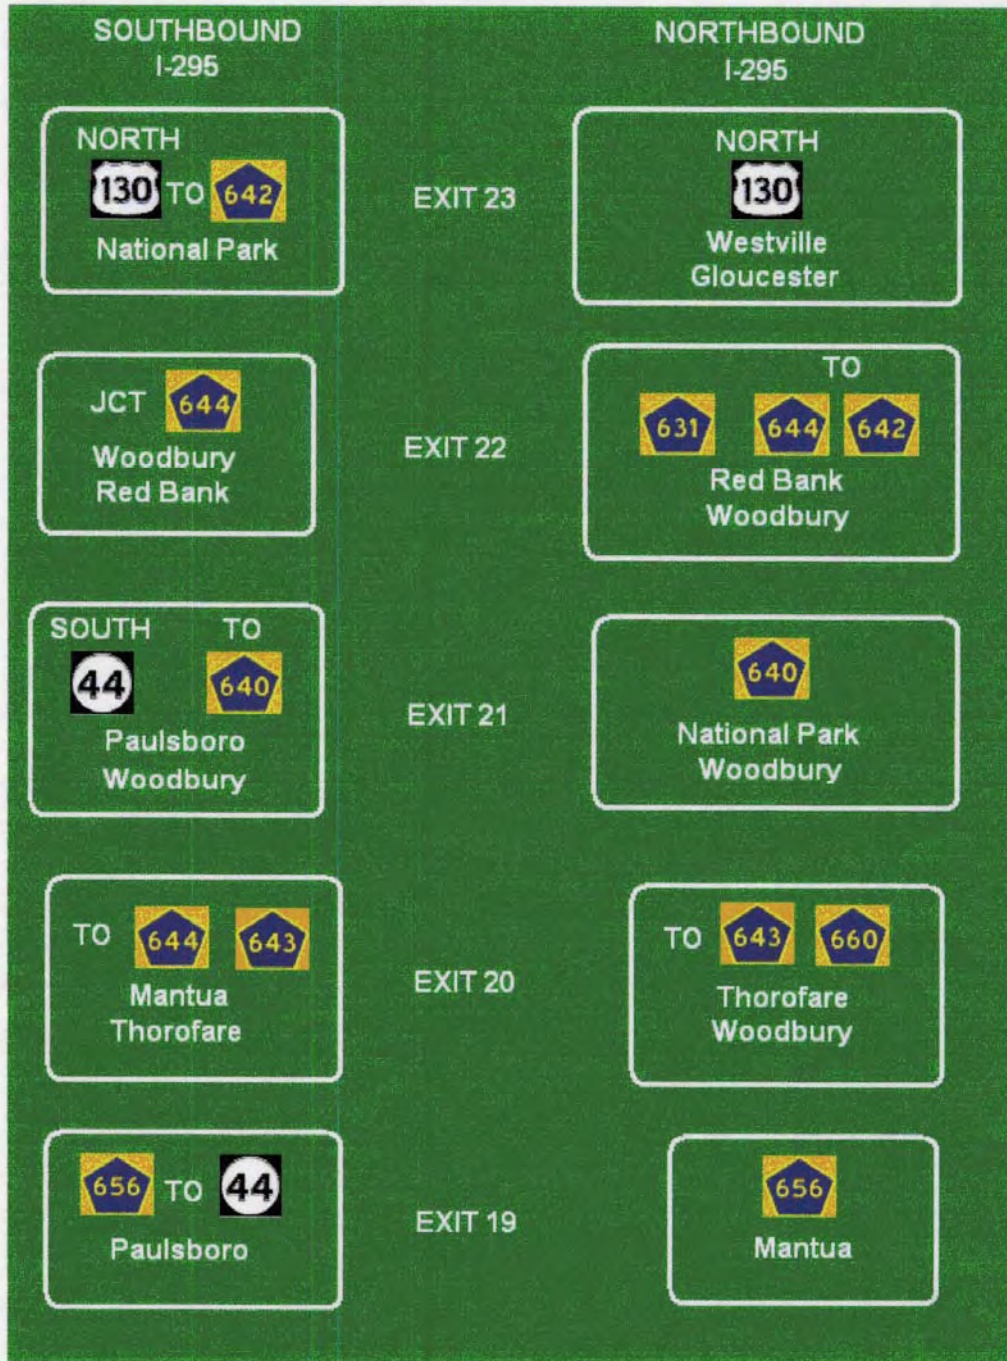 SOUTHBOUND
I-295
NORTHBOUND
I-295
NORTH
130 TO 642
National Park
EXIT 23
NORTH
130
Westville
Gloucester
JCT 644
Woodbury
Red Bank
EXIT 22
TO
631 644 642
Red Bank
Woodbury
SOUTH TO
44 640
Paulsboro
Woodbury
EXIT 21
640
National Park
Woodbury
TO 644 643
Mantua
Thorofare
EXIT 20
TO 643 660
Thorofare
Woodbury
656 TO 44
Paulsboro
EXIT 19
656
Mantua